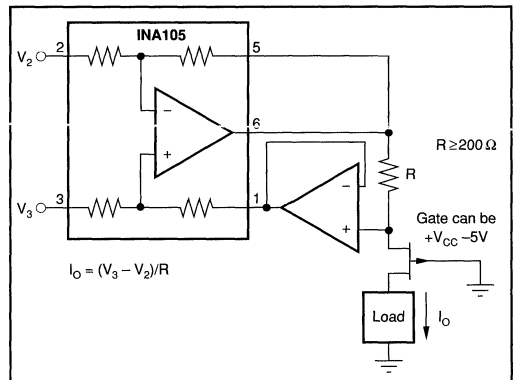 INA105
V2
2
5
−
6
+
R ≥ 200 Ω
R
V3
3
1
−
+
Gate can be
+VCC −5V
IO = (V3 − V2)/R
Load
IO